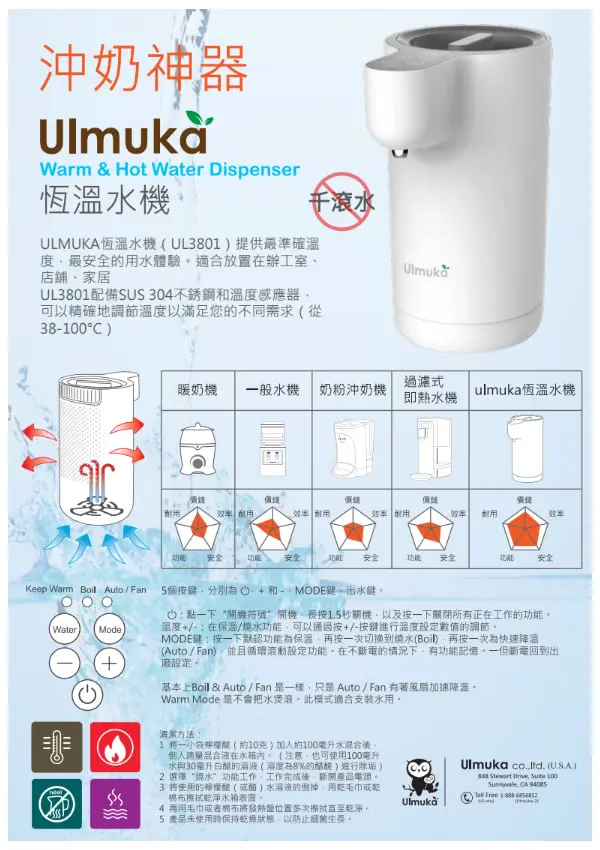 沖奶神器
Ulmuka
Warm & Hot Water Dispenser
恆溫水機
千滾水
Ulmuka
ULMUKA恆溫水機（UL3801）提供最準確溫
度，最安全的用水體驗。適合放置在辦工室、
店舖、家居
UL3801配備SUS 304不銹鋼和溫度感應器，
可以精確地調節溫度以滿足您的不同需求（從
38-100°C）
暖奶機 一般水機 奶粉沖奶機 過濾式 即熱水機 ulmuka恆溫水機
價錢 價錢 價錢 價錢 價錢
耐用 效率 耐用 效率 耐用 效率 耐用 效率 耐用 效率
功能 安全 功能 安全 功能 安全 功能 安全 功能 安全
Keep Warm Boil Auto / Fan
Water Mode
5個按鍵，分別為 ⏻，+ 和 -，MODE鍵，出水鍵。
⏻：點一下“開機符號”開機，長按1.5秒關機，以及按一下關閉所有正在工作的功能。
溫度+/-：在保溫/燒水功能，可以通過按+/-按鍵進行溫度設定數值的調節。
MODE鍵：按一下默認功能為保溫，再按一次切換到燒水(Boil)，再按一次為快速降溫
(Auto / Fan)，並且循環滾動設定功能。在不斷電的情況下，有功能記憶。一但斷電回到出
廠設定。
基本上Boil & Auto / Fan 是一樣，只是 Auto / Fan 有著風扇加速降溫。
Warm Mode 是不會把水煲滾。此模式適合支裝水用。
清潔方法：
1 將一小袋檸檬酸（約10克）加人約100毫升水混合後，
倒入適量混合液在水箱內。（注意，也可使用100毫升
水與30毫升白醋的溶液（溶度為8%的醋酸）進行除垢）
2 選擇“燒水”功能工作，工作完成後，斷開產品電源。
3 將使用的檸檬酸（或醋）水溶液的倒掉，用乾毛巾或乾
棉布擦拭乾淨水箱表面。
4 再用毛巾或者棉布將發熱盤位置多次擦拭直至乾淨。
5 產品未使用時保持乾燥狀態，以防止細菌生長。
reboil
Ulmuka
Ulmuka co.,ltd. (U.S.A.)
848 Stewart Drive, Suite 100
Sunnyvale, CA 94085
Toll Free 1-888-6856852
(US only) (Ulmuka-2)